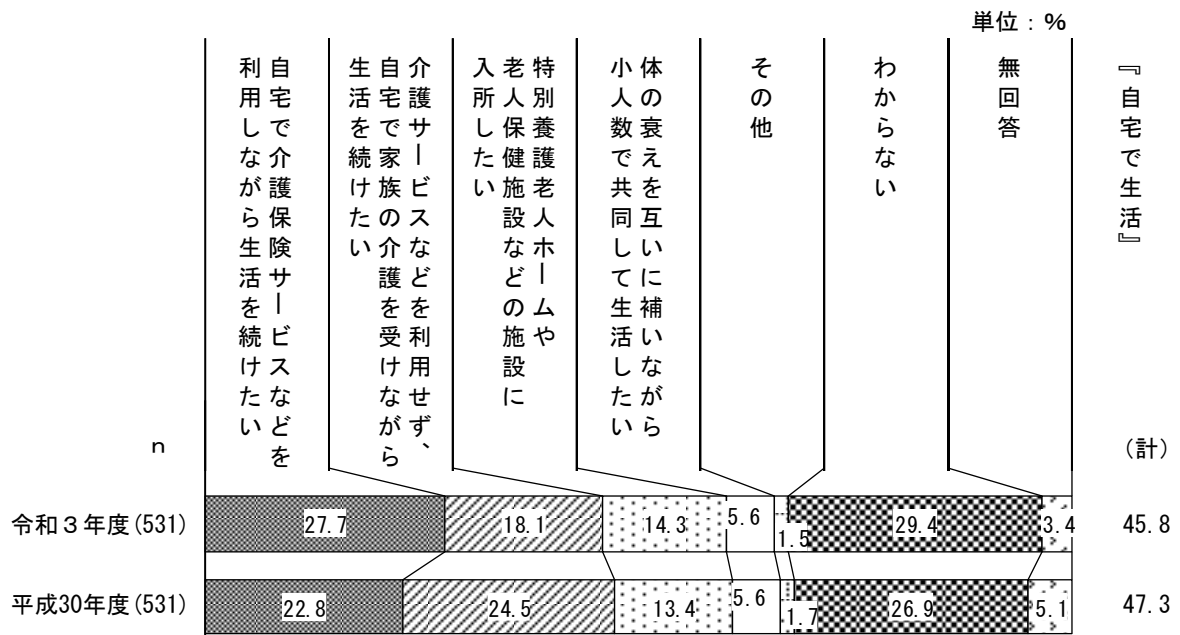 単位：％
自宅で介護保険サービスなどを
利用しながら生活を続けたい
介護サービスなどを利用せず、
自宅で家族の介護を受けながら
生活を続けたい
特別養護老人ホームや
老人保健施設などの施設に
入所したい
体の衰えを互いに補いながら
小人数で共同して生活したい
その他
わからない
無回答
『自宅で生活』
ｎ
（計）
令和３年度(531)
27.7
18.1
14.3
5.6
1.5
29.4
3.4
45.8
平成30年度(531)
22.8
24.5
13.4
5.6
1.7
26.9
5.1
47.3